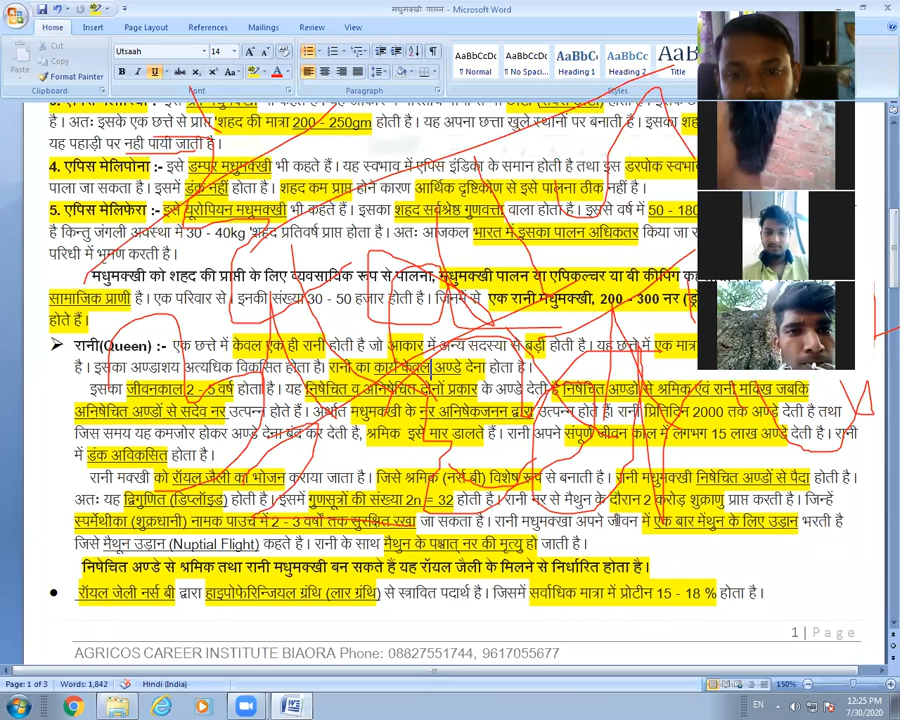 मधुमक्खी पालन - Microsoft Word
Home Insert Page Layout References Mailings Review
Cut
Copy
Paste
Format Painter
Clipboard
Utsaah 14
Font
Paragraph
AaBbCcDc AaBbCcDc AaBbC AaBbCc AaB
¶ Normal ¶ No Spaci... Heading 1 Heading 2 Title
Styles
। अतः इसके एक छत्ते से प्राप्त 'शहद की मात्रा 200 - 250gm होती है। यह अपना छत्ता खुले स्थानों पर बनाती है। इसका शह
यह पहाड़ी पर नही पायी जाती है।
4. एपिस मेलिपोना :- इसे डम्पर मधुमक्खी भी कहते हैं। यह स्वभाव में एपिस इंडिका के समान होती है तथा इस डरपोक स्वभाव
पाला जा सकता है। इसमें डंक नहीं होता है। शहद कम प्राप्त होने कारण आर्थिक दृष्टिकोण से इसे पालना ठीक नहीं है।
5. एपिस मेलिफेरा :- इसे यूरोपियन मधुमक्खी भी कहते हैं। इसका शहद सर्वश्रेष्ठ गुणवत्ता वाला होता है। इससे वर्ष में 50 - 180
है किन्तु जंगली अवस्था में 30 - 40kg 'शहद प्रतिवर्ष प्राप्त होता है। अतः आजकल भारत में इसका पालन अधिकतर किया जा स
परिधी में भ्रमण करती है।
मधुमक्खी को शहद की प्राप्ती के लिए व्यवसायिक रूप से पालना, मधुमक्खी पालन या एपिकल्चर या बी कीपिंग क
सामाजिक प्राणी है। एक परिवार से। इनकी संख्या 30 - 50 हजार होती है। जिनमें से एक रानी मधुमक्खी, 200 - 300 नर (ड्र
होते हैं।
रानी(Queen) :- एक छत्ते में केवल एक ही रानी होती है जो आकार में अन्य सदस्या से बड़ी होती है। यह छत्ते में एक मात्र
है। इसका अण्डाशय अत्यधिक विकसित होता है। रानी का कार्य केवल अण्डे देना होता है।
इसका जीवनकाल 2 - 5 वर्ष होता है। यह निषेचित व अनिषेचित दोनों प्रकार के अण्डे देती है निषेचित अण्डों से श्रमिक एवं रानी मक्खि जबकि
अनिषेचित अण्डों से सदैव नर उत्पन्न होते हैं। अर्थात मधुमक्खी के नर अनिषेकजनन द्वारा उत्पन्न होते हैं। रानी प्रितिदिन 2000 तक अण्डे देती है तथा
जिस समय यह कमजोर होकर अण्डे देना बंद कर देती है, श्रमिक इसे मार डालते हैं। रानी अपने संपूर्ण जीवन काल में लगभग 15 लाख अण्डे देती है। रानी
में डंक अविकसित होता है।
रानी मक्खी को रॉयल जैली का भोजन कराया जाता है। जिसे श्रमिक (नर्स बी) विशेष रूप से बनाती है। रानी मधुमक्खी निषेचित अण्डों से पैदा होती है।
अतः यह द्विगुणित (डिप्लॉइड) होती है। इसमें गुणसूत्रों की संख्या 2n = 32 होती है। रानी नर से मैथुन के दौरान 2 करोड़ शुक्राणु प्राप्त करती है। जिन्हें
स्पर्मेथीका (शुक्रधानी) नामक पाउच में 2 - 3 वर्षों तक सुरक्षित रखा जा सकता है। रानी मधुमक्खी अपने जीवन में एक बार मेंथुन के लिए उड़ान भरती है
जिसे मैथून उड़ान (Nuptial Flight) कहते है। रानी के साथ मैथुन के पश्चात् नर की मृत्यु हो जाती है।
निषेचित अण्डे से श्रमिक तथा रानी मधुमक्खी बन सकते हैं यह रॉयल जैली के मिलने से निर्धारित होता है।
रॉयल जेली नर्स बी द्वारा हाइपोफेरिन्जियल ग्रंथि (लार ग्रंथि) से स्त्रावित पदार्थ है। जिसमें सर्वाधिक मात्रा में प्रोटीन 15 - 18 % होता है।
1 | Page
AGRICOS CAREER INSTITUTE BIAORA Phone: 08827551744, 9617055677
Page: 1 of 3 Words: 1,842 Hindi (India) 150%
EN 12:25 PM
7/30/2020